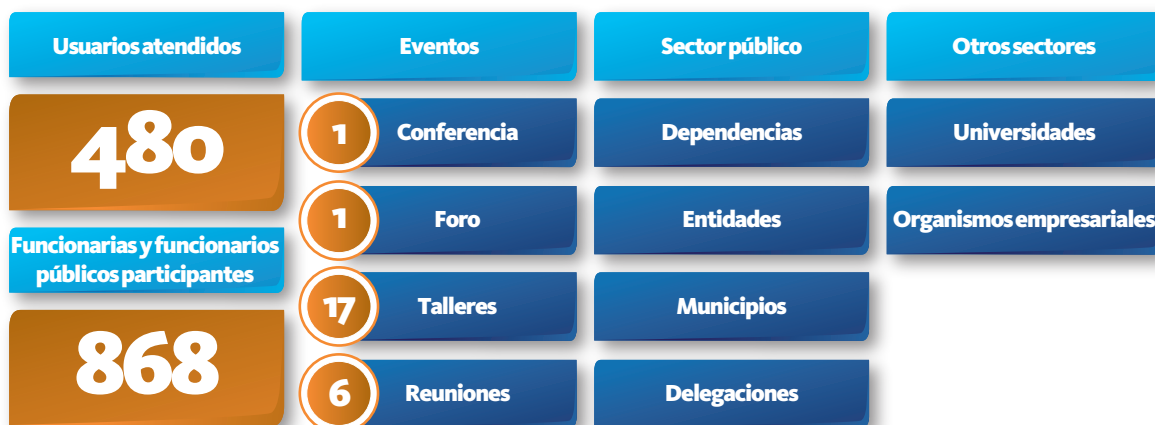 Usuarios atendidos
480
Funcionarias y funcionarios
públicos participantes
868
Eventos
1 Conferencia
1 Foro
17 Talleres
6 Reuniones
Sector público
Dependencias
Entidades
Municipios
Delegaciones
Otros sectores
Universidades
Organismos empresariales